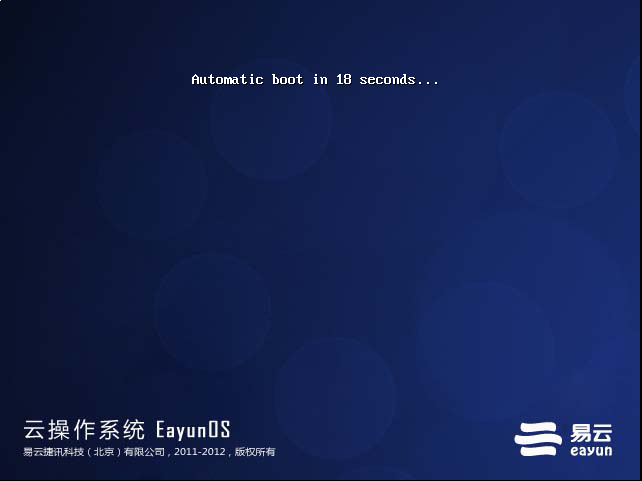 Automatic boot in 18 seconds...
云操作系统 EayunOS
易云捷讯科技（北京）有限公司，2011-2012，版权所有
易云
eayun